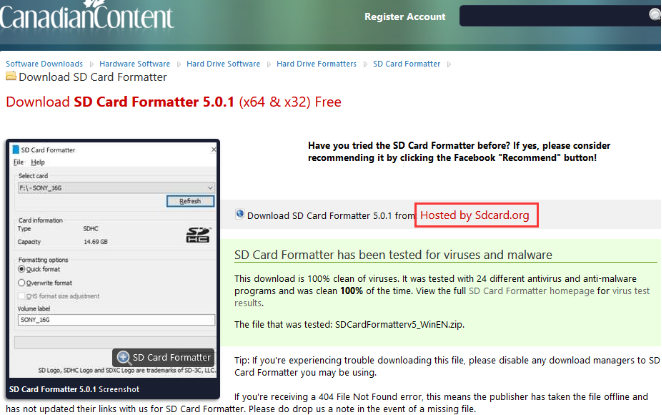 CanadianContent
Register Account
Software Downloads Hardware Software Hard Drive Software Hard Drive Formatters SD Card Formatter
Download SD Card Formatter
Download SD Card Formatter 5.0.1 (x64 & x32) Free
SD Card Formatter
File Help
Select card
F:\ - SONY_16G
Refresh
Card information
Type SDHC
Capacity 14.69 GB
SD HC
Formatting options
Quick format
Overwrite format
CHS format size adjustment
Volume label
SONY_16G
SD Card Formatter
SD Logo, SDHC Logo and SDXC Logo are trademarks of SD-3C, LLC.
SD Card Formatter 5.0.1 Screenshot
Have you tried the SD Card Formatter before? If yes, please consider
recommending it by clicking the Facebook "Recommend" button!
Download SD Card Formatter 5.0.1 from Hosted by Sdcard.org
SD Card Formatter has been tested for viruses and malware
This download is 100% clean of viruses. It was tested with 24 different antivirus and anti-malware
programs and was clean 100% of the time. View the full SD Card Formatter homepage for virus test
results.
The file that was tested: SDCardFormatterv5_WinEN.zip.
Tip: If you're experiencing trouble downloading this file, please disable any download managers to SD
Card Formatter you may be using.
If you're receiving a 404 File Not Found error, this means the publisher has taken the file offline and
has not updated their links with us for SD Card Formatter. Please do drop us a note in the event of a missing file.